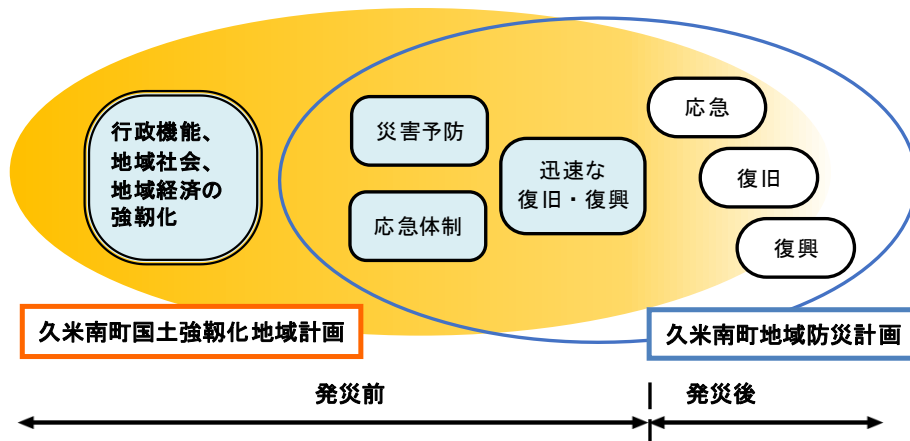 行政機能、
地域社会、
地域経済の
強靭化
災害予防
応急体制
迅速な
復旧・復興
応急
復旧
復興
久米南町国土強靭化地域計画
久米南町地域防災計画
発災前
発災後